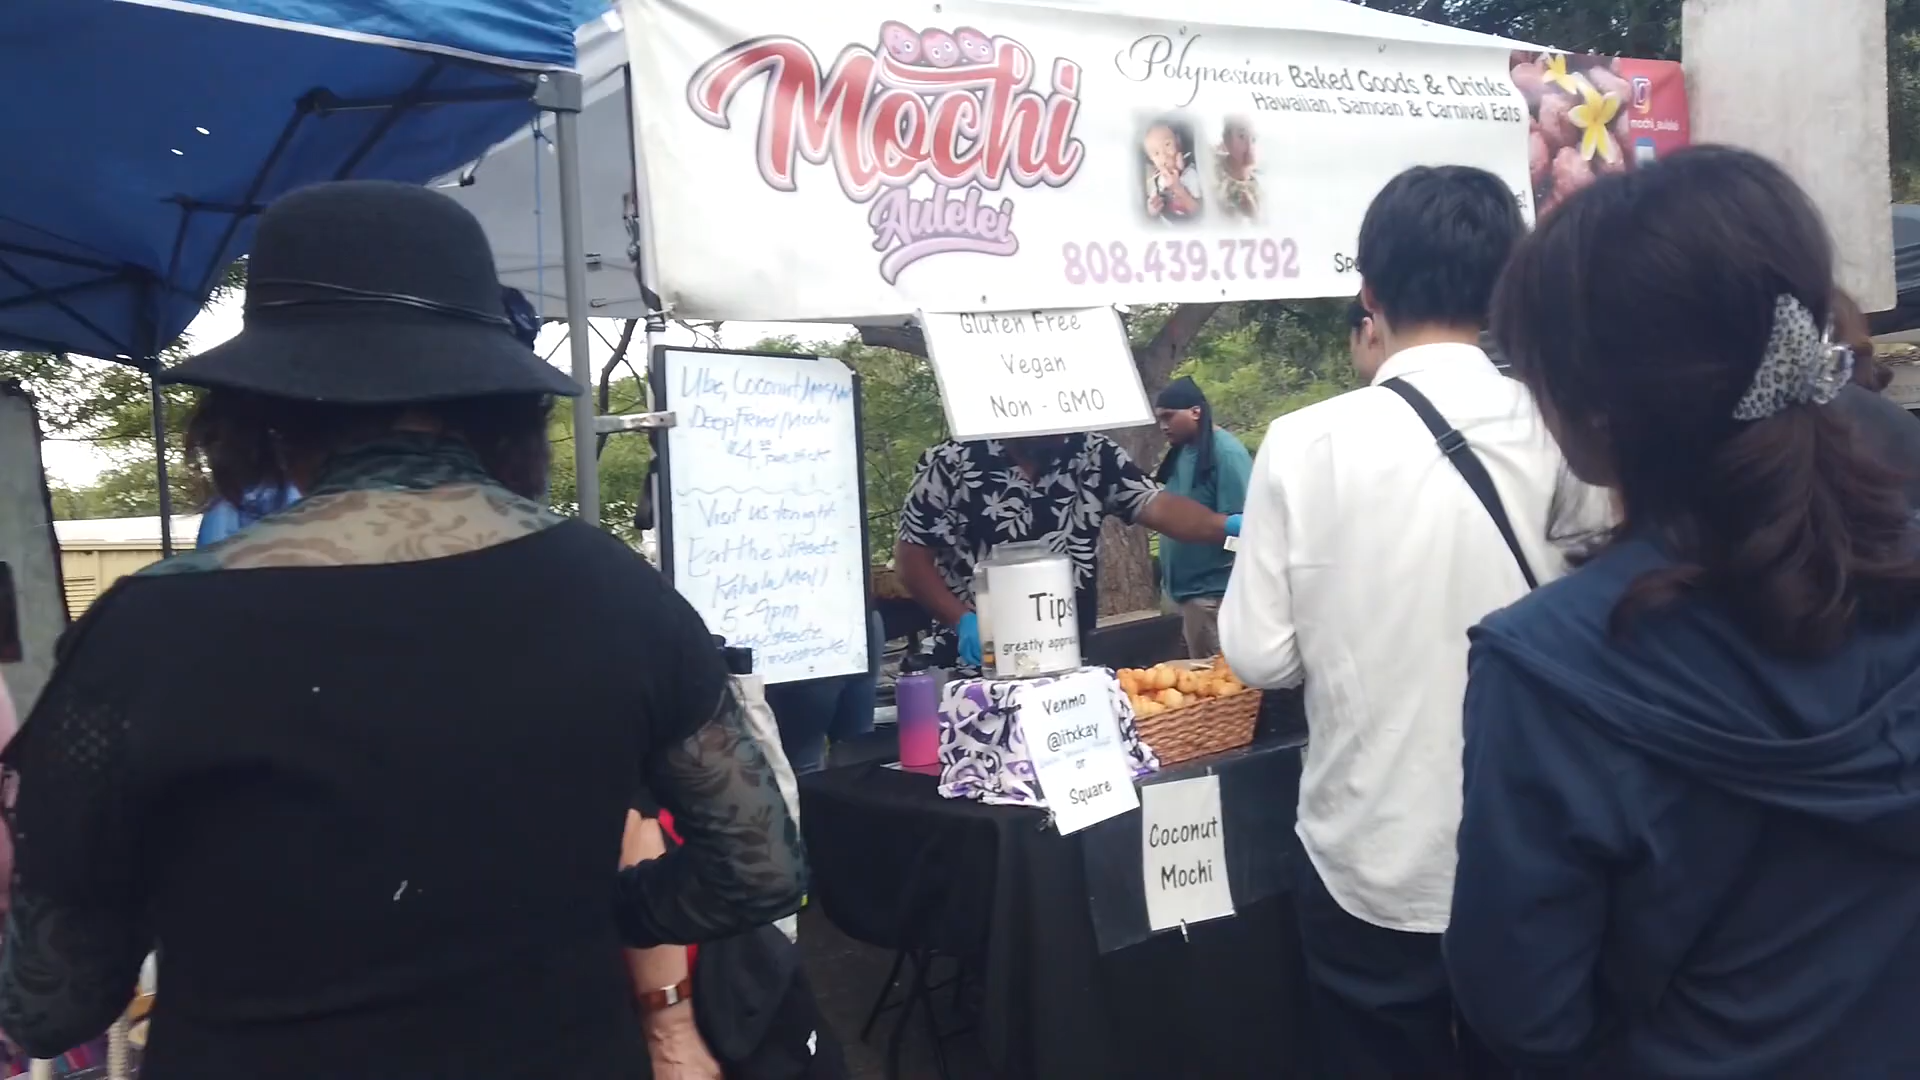 Mochi
Aulelei
Polynesian Baked Goods & Drinks
Hawaiian, Samoan & Carnival Eats
808.439.7792
Gluten Free
Vegan
Non - GMO
Ube, Coconut
Deep Fried Mochi
$4.
Visit us tonight
Eat the Streets
Kahala Mall
5-9pm
Tips
greatly
Venmo
@itxkay
or
Square
Coconut
Mochi